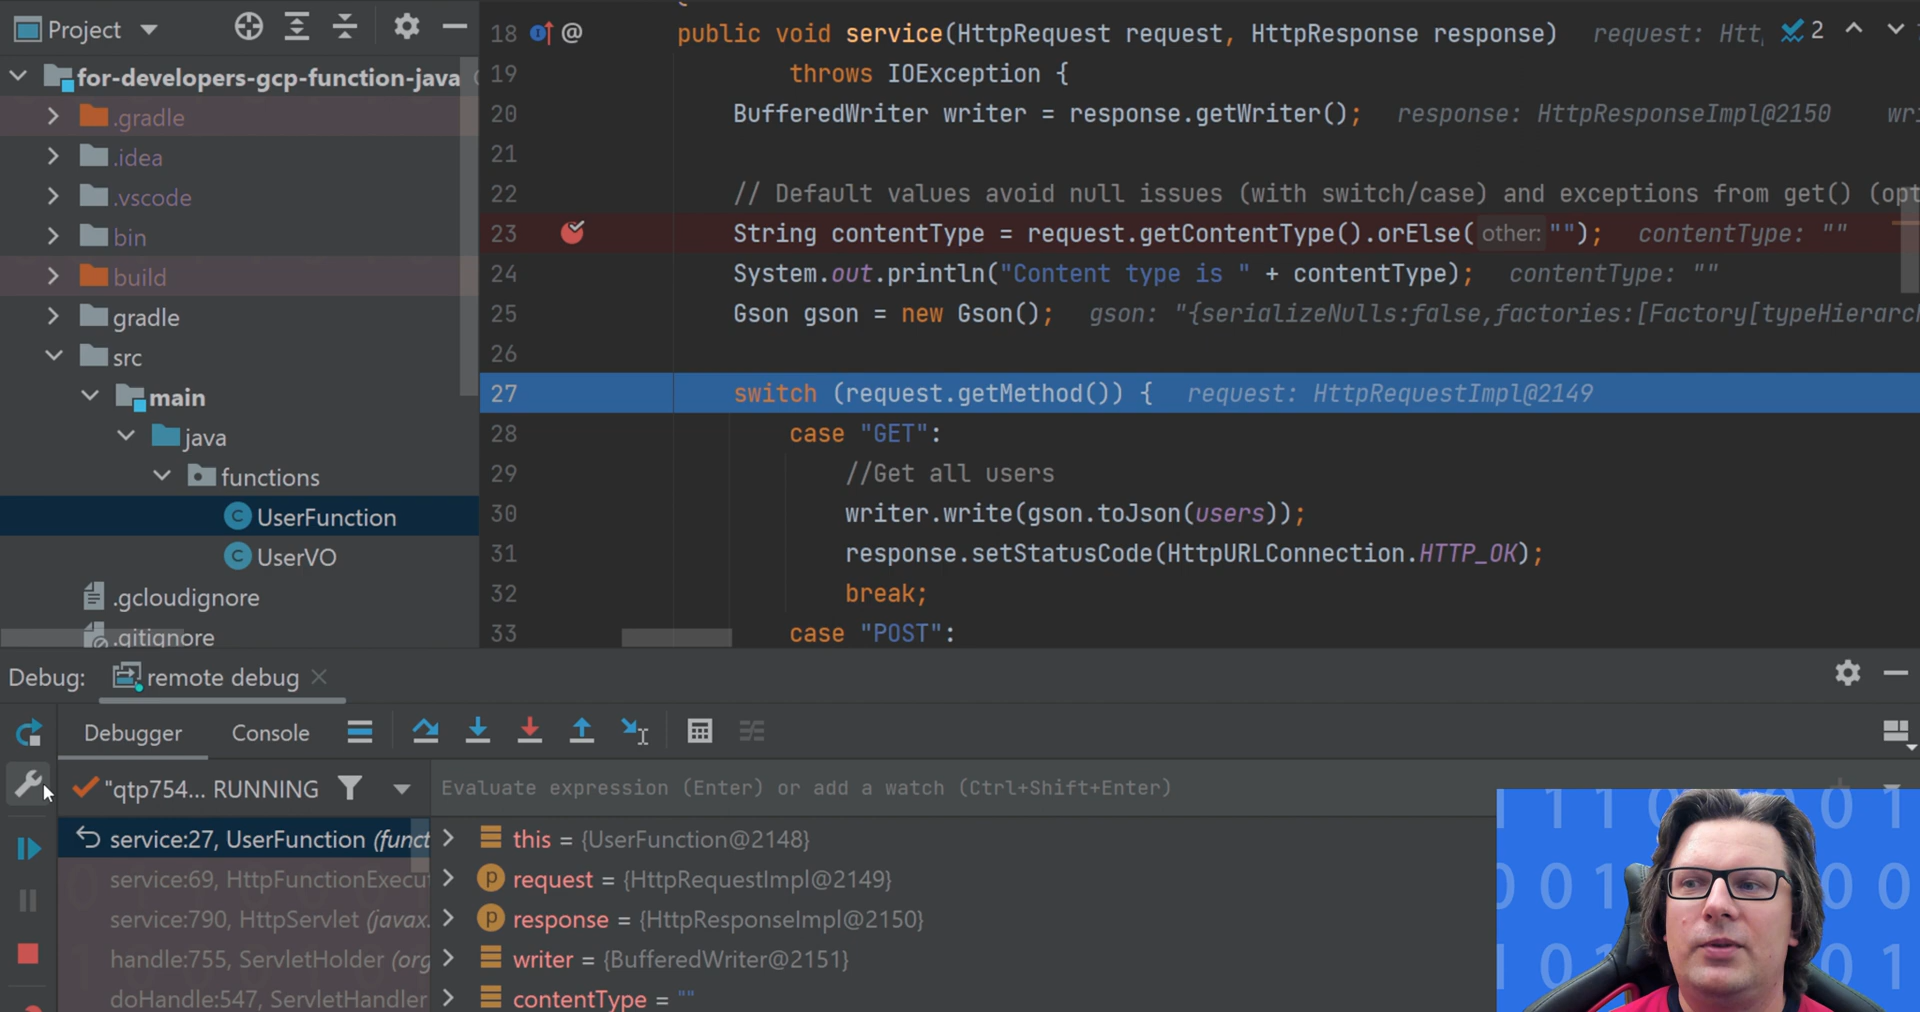 Project
for-developers-gcp-function-java
.gradle
.idea
.vscode
bin
build
gradle
src
main
java
functions
UserFunction
UserVO
.gcloudignore
.gitignore
18 @ public void service(HttpRequest request, HttpResponse response) request: Htt 2
19 throws IOException {
20 BufferedWriter writer = response.getWriter(); response: HttpResponseImpl@2150 wri
21
22 // Default values avoid null issues (with switch/case) and exceptions from get() (opt
23 String contentType = request.getContentType().orElse( other: ""); contentType: ""
24 System.out.println("Content type is " + contentType); contentType: ""
25 Gson gson = new Gson(); gson: "{serializeNulls:false,factories:[Factory[typeHierarch
26
27 switch (request.getMethod()) { request: HttpRequestImpl@2149
28 case "GET":
29 //Get all users
30 writer.write(gson.toJson(users));
31 response.setStatusCode(HttpURLConnection.HTTP_OK);
32 break;
33 case "POST":
Debug: remote debug
Debugger Console
"qtp754... RUNNING
Evaluate expression (Enter) or add a watch (Ctrl+Shift+Enter)
service:27, UserFunction (funct
service:69, HttpFunctionExecut
service:790, HttpServlet (javax.
handle:755, ServletHolder (org
doHandle:547, ServletHandler
this = {UserFunction@2148}
request = {HttpRequestImpl@2149}
response = {HttpResponseImpl@2150}
writer = {BufferedWriter@2151}
contentType = ""